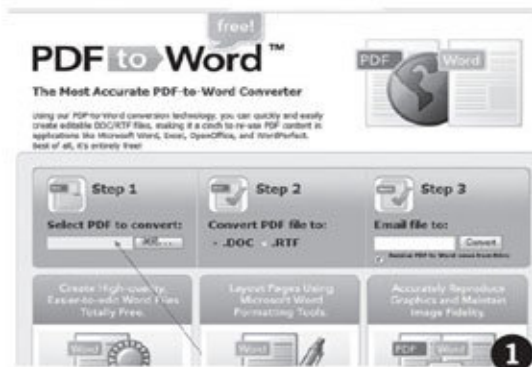 free!
PDF to Word™
PDF
Word
The Most Accurate PDF-to-Word Converter
Using our PDF-to-Word conversion technology, you can quickly and easily
create editable DOC/RTF files, making it a cinch to re-use PDF content in
applications like Microsoft Word, Excel, OpenOffice, and WordPerfect.
Best of all, it's entirely free!
Step 1
Step 2
Step 3
Select PDF to convert:
Convert PDF file to:
Email file to:
.DOC
.RTF
Convert
Create High-quality,
Easier-to-edit Word Files
Totally Free.
Layout Pages Using
Microsoft Word
Formatting Tools.
Accurately Reproduce
Graphics and Maintain
Image Fidelity.
Word
Word
PDF
Word
1